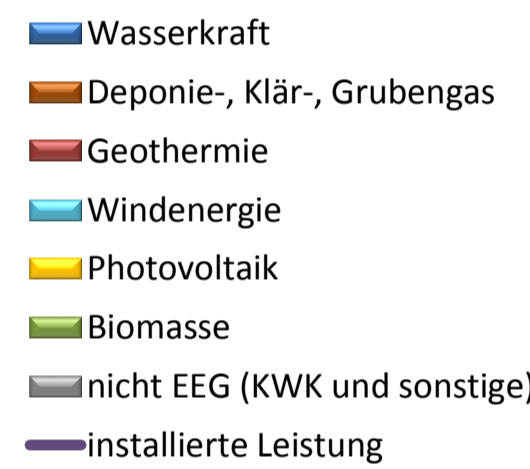 Wasserkraft
Deponie-, Klär-, Grubengas
Geothermie
Windenergie
Photovoltaik
Biomasse
nicht EEG (KWK und sonstige)
installierte Leistung